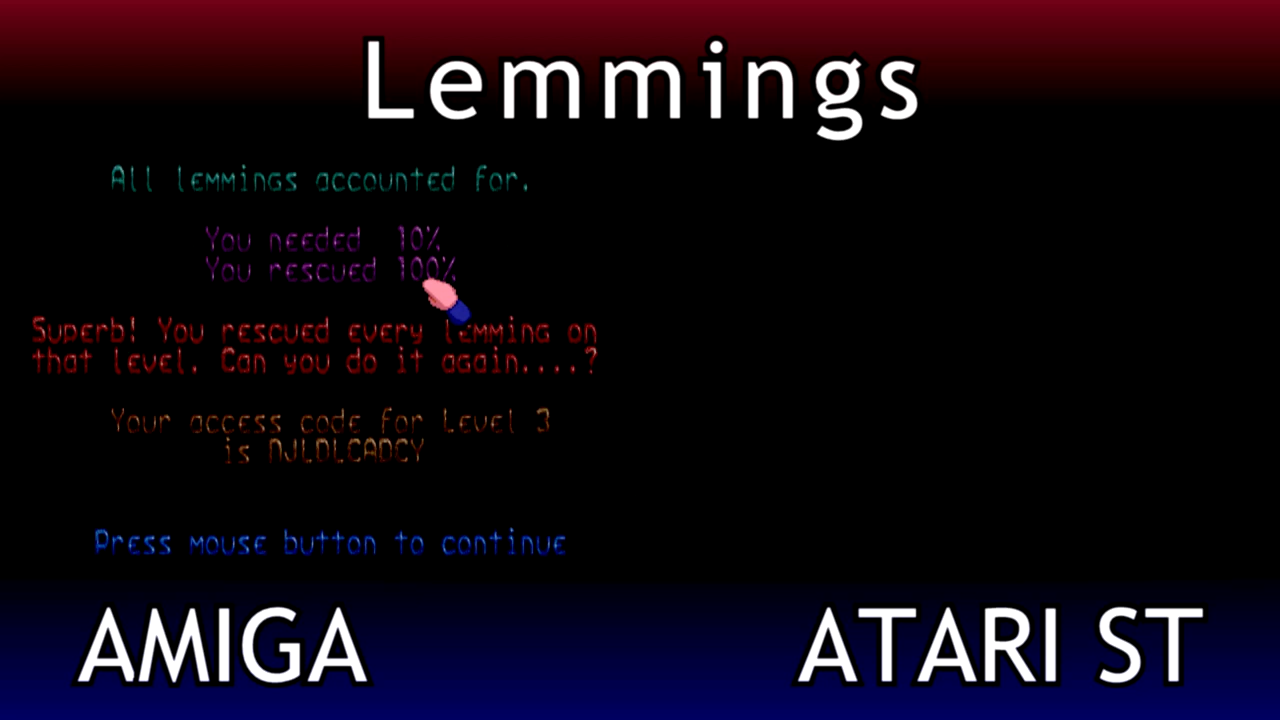 Lemmings
All lemmings accounted for.
You needed 10%
You rescued 100%
Superb! You rescued every lemming on
that level. Can you do it again....?
Your access code for Level 3
is NJLDLCADCY
Press mouse button to continue
AMIGA
ATARI ST